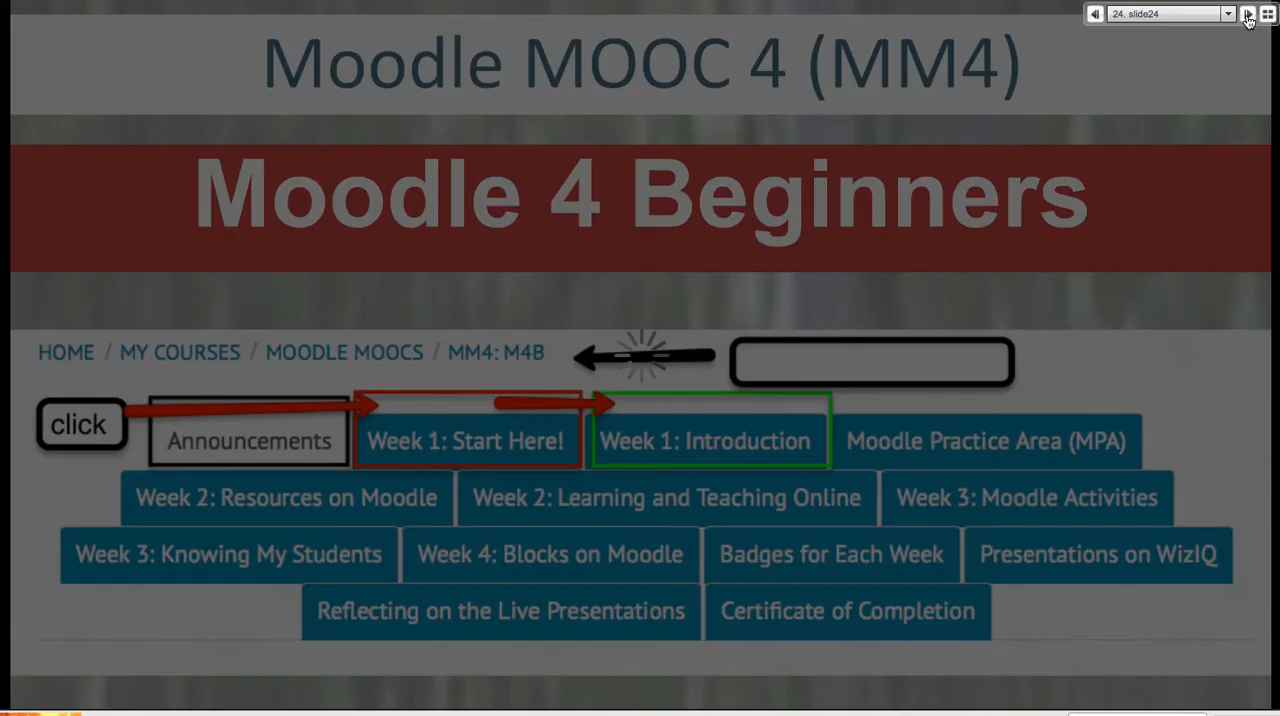 24. slide24
Moodle MOOC 4 (MM4)
Moodle 4 Beginners
HOME / MY COURSES / MOODLE MOOCS / MM4: M4B
click
Announcements Week 1: Start Here! Week 1: Introduction Moodle Practice Area (MPA)
Week 2: Resources on Moodle Week 2: Learning and Teaching Online Week 3: Moodle Activities
Week 3: Knowing My Students Week 4: Blocks on Moodle Badges for Each Week Presentations on WizIQ
Reflecting on the Live Presentations Certificate of Completion